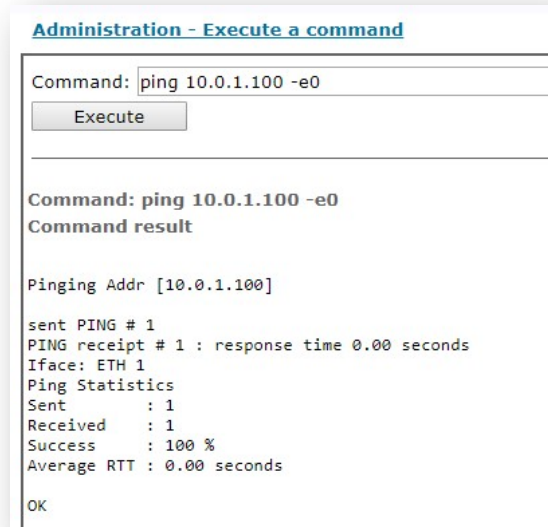 Administration - Execute a command
Command: ping 10.0.1.100 -e0
Execute
Command: ping 10.0.1.100 -e0
Command result
Pinging Addr [10.0.1.100]
sent PING # 1
PING receipt # 1 : response time 0.00 seconds
Iface: ETH 1
Ping Statistics
Sent : 1
Received : 1
Success : 100 %
Average RTT : 0.00 seconds
OK